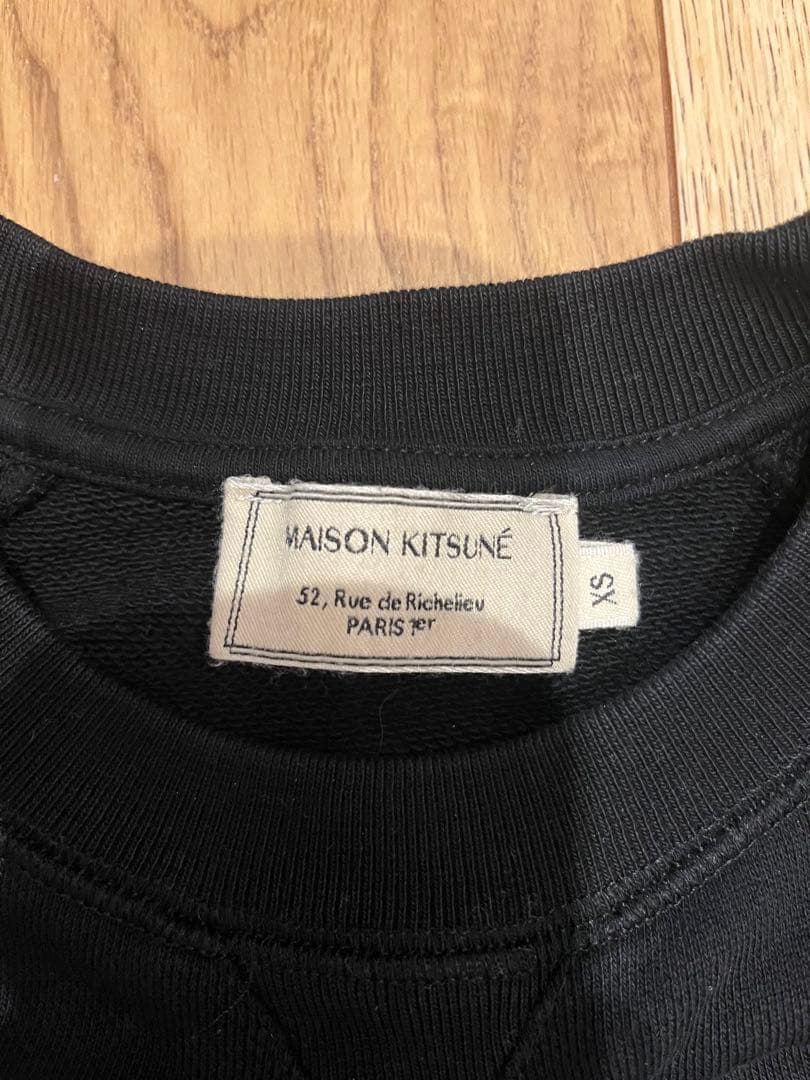 MAISON KITSUNÉ
52, Rue de Richelieu
PARIS 1er
XS